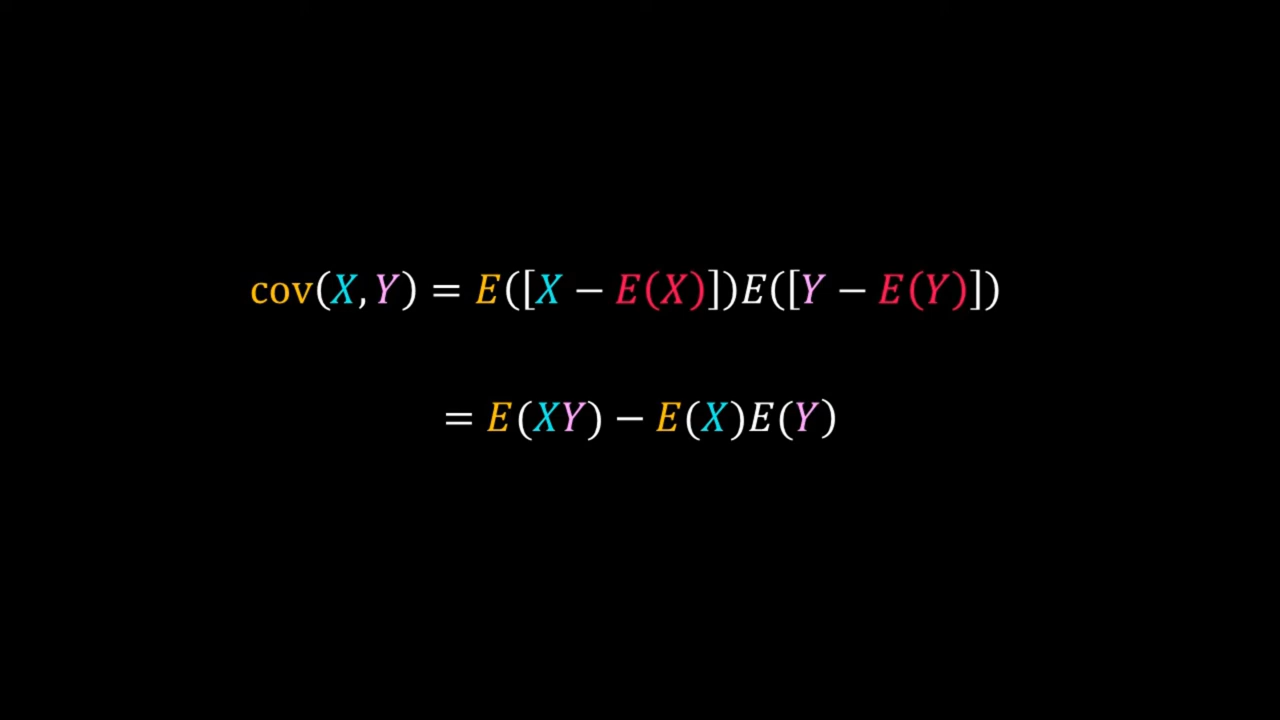 cov(X, Y) = E([X − E(X)])E([Y − E(Y)])
= E(XY) − E(X)E(Y)